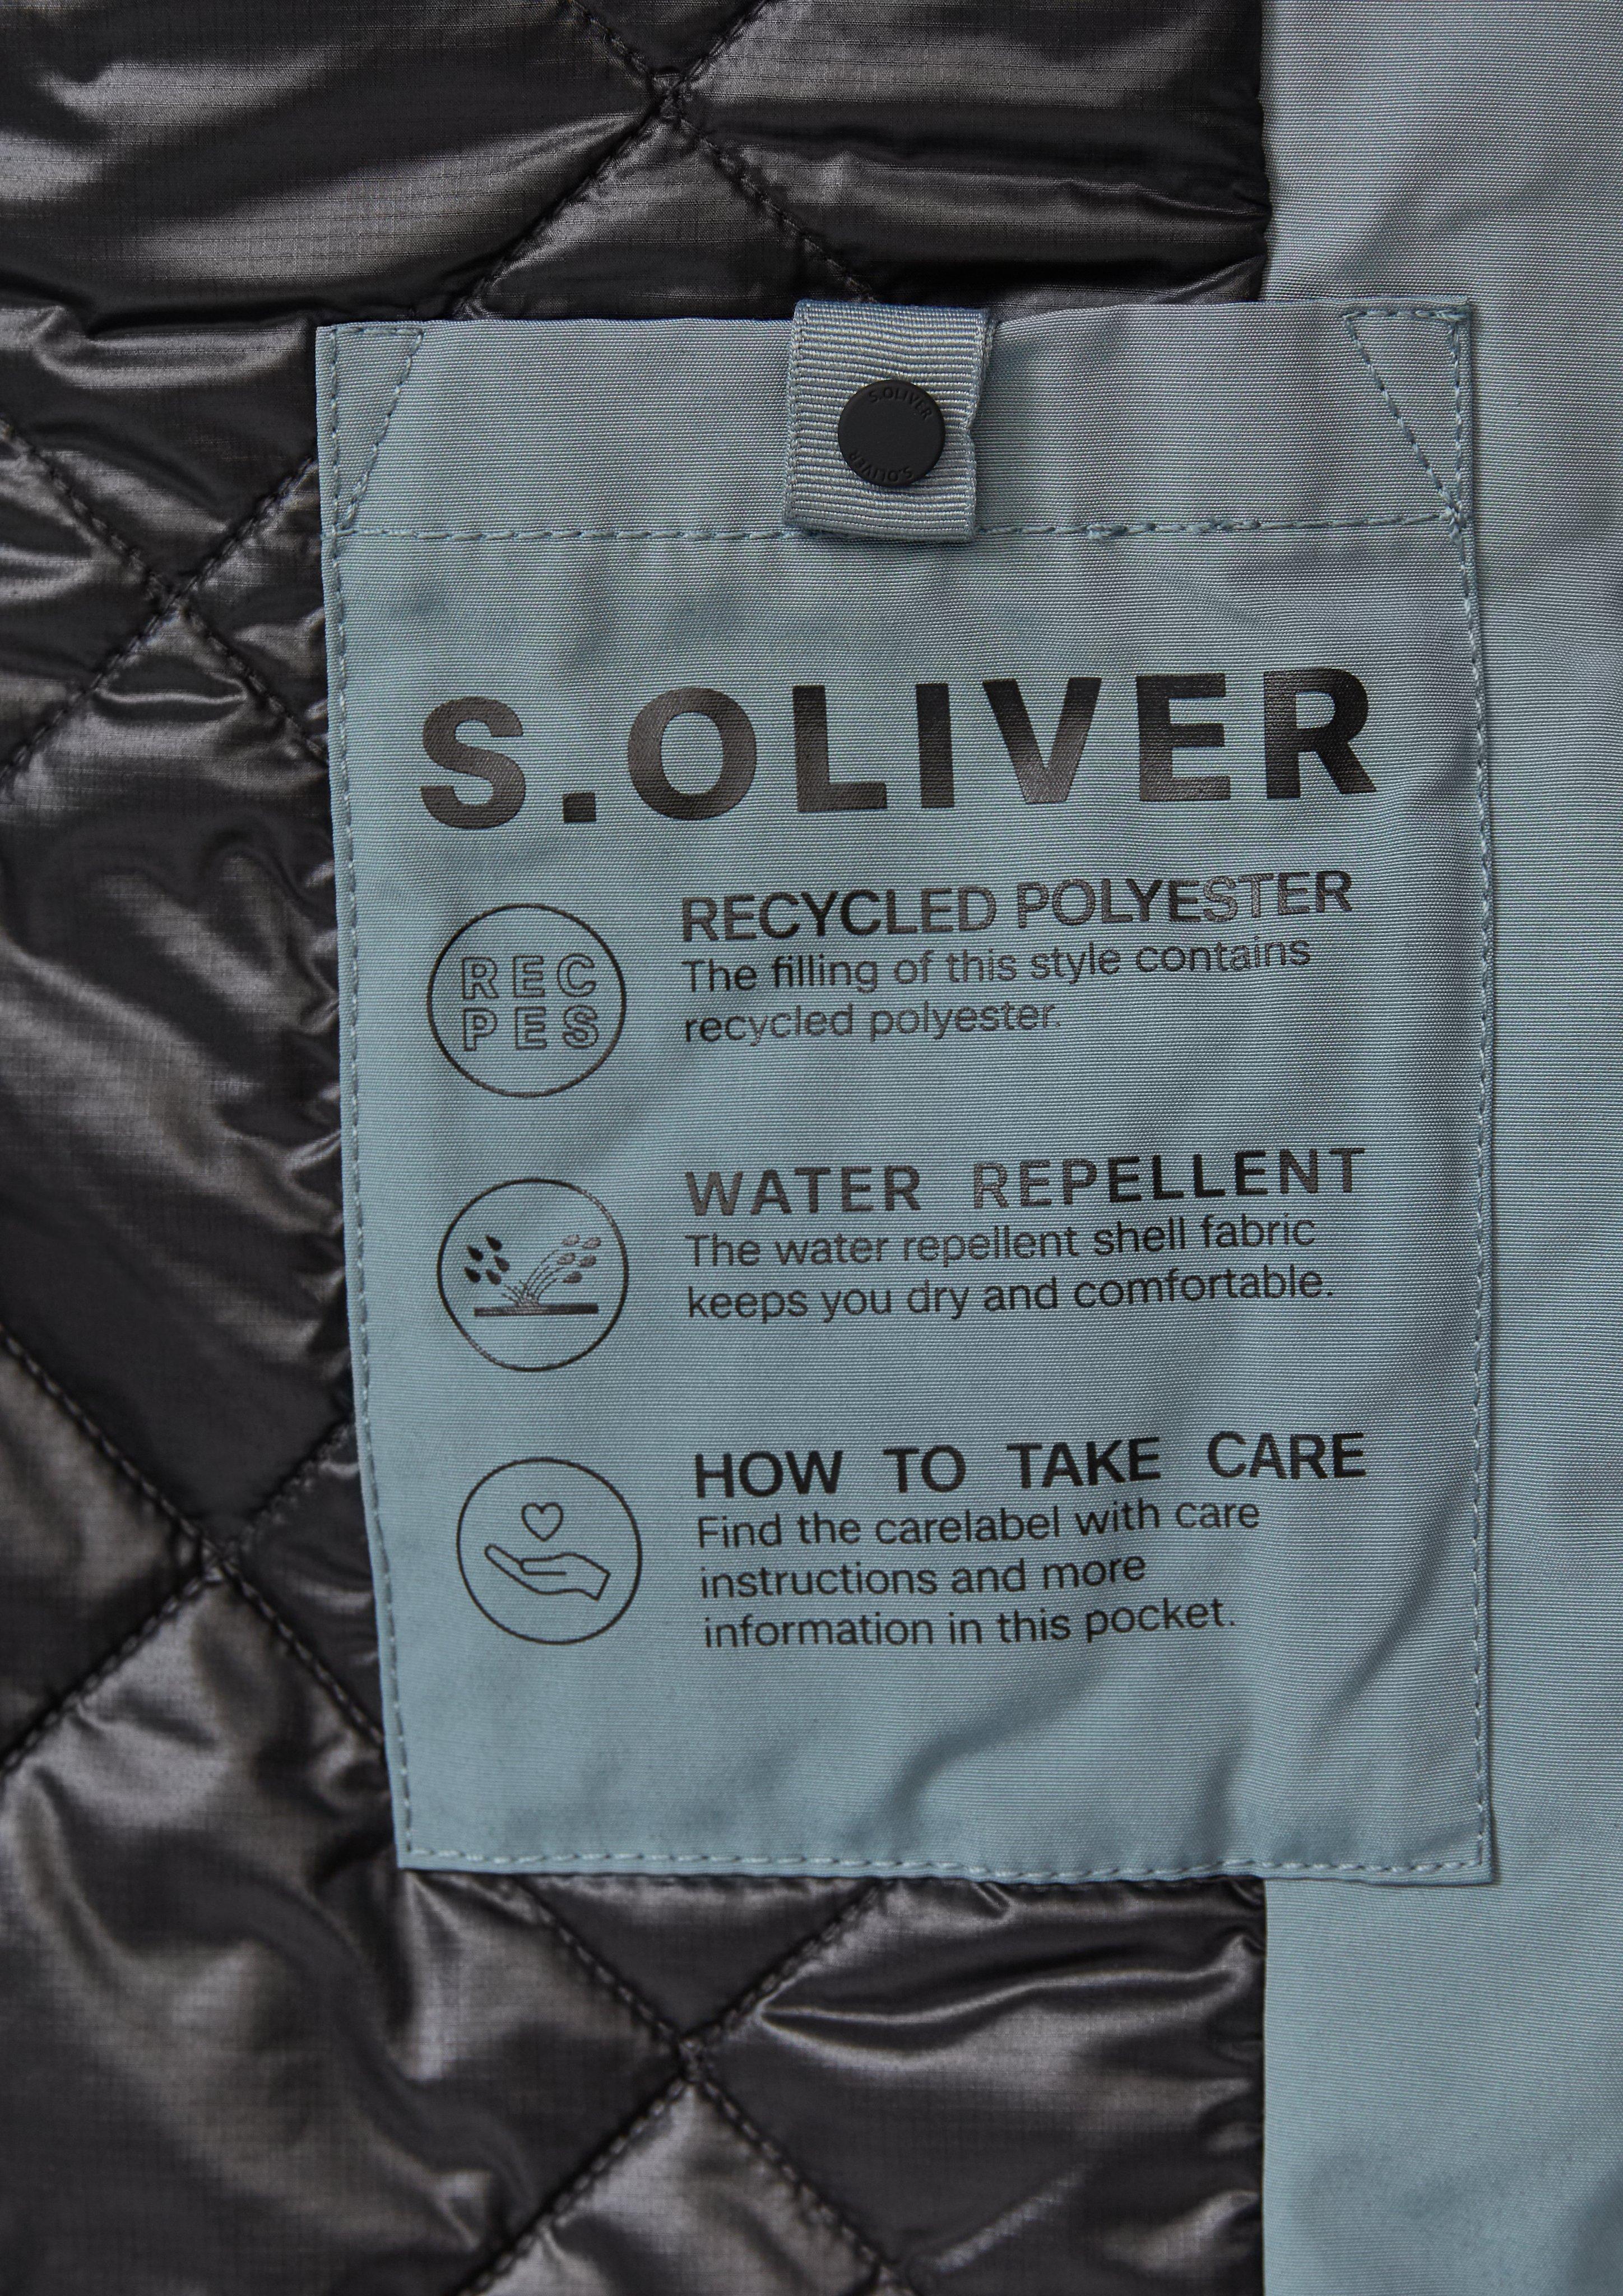 S.OLIVER
S.OLIVER
S.OLIVER
RECYCLED POLYESTER
The filling of this style contains
recycled polyester.
REC
PES
WATER REPELLENT
The water repellent shell fabric
keeps you dry and comfortable.
HOW TO TAKE CARE
Find the carelabel with care
instructions and more
information in this pocket.